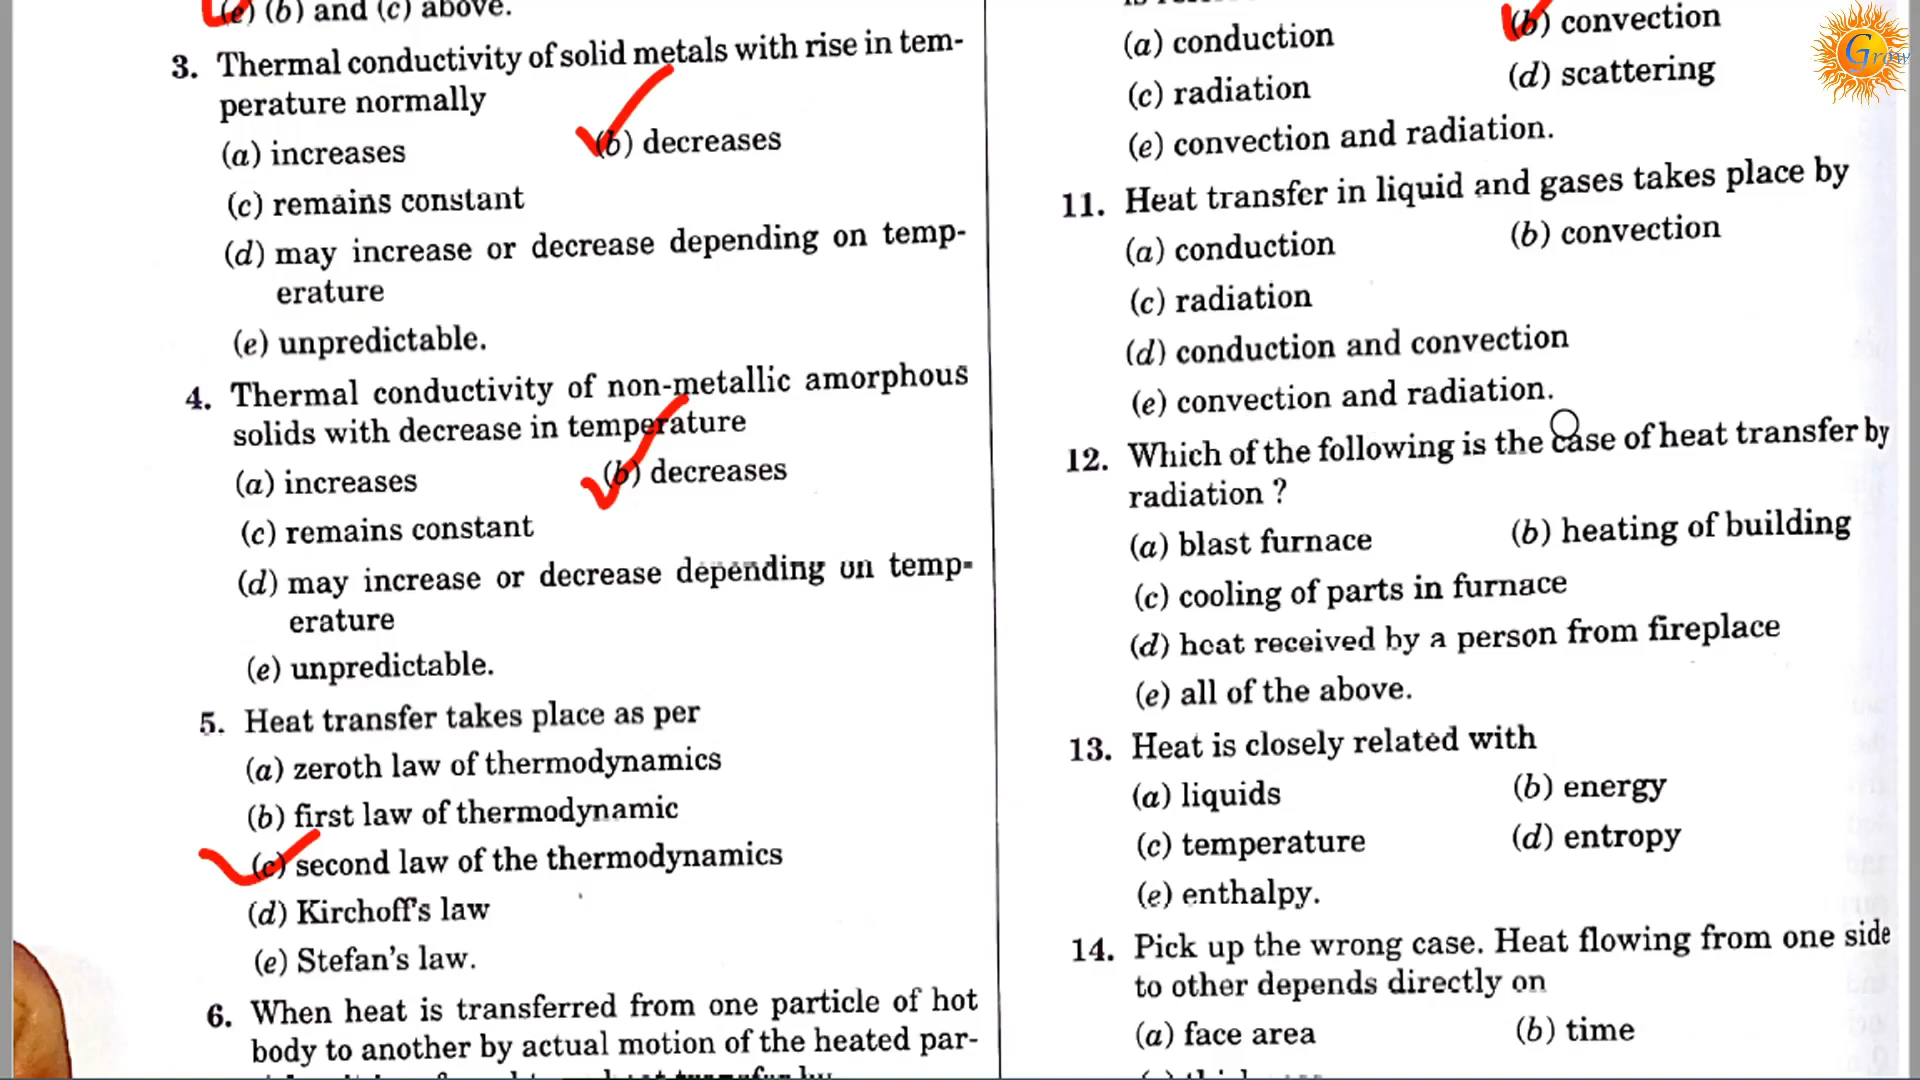 (e) (b) and (c) above.
3. Thermal conductivity of solid metals with rise in tem-
perature normally
(a) increases (b) decreases
(c) remains constant
(d) may increase or decrease depending on temp-
erature
(e) unpredictable.
4. Thermal conductivity of non-metallic amorphous
solids with decrease in temperature
(a) increases (b) decreases
(c) remains constant
(d) may increase or decrease depending on temp-
erature
(e) unpredictable.
5. Heat transfer takes place as per
(a) zeroth law of thermodynamics
(b) first law of thermodynamic
(c) second law of the thermodynamics
(d) Kirchoff's law
(e) Stefan's law.
6. When heat is transferred from one particle of hot
body to another by actual motion of the heated par-
(a) conduction (b) convection
(c) radiation (d) scattering
(e) convection and radiation.
11. Heat transfer in liquid and gases takes place by
(a) conduction (b) convection
(c) radiation
(d) conduction and convection
(e) convection and radiation.
12. Which of the following is the case of heat transfer by
radiation ?
(a) blast furnace (b) heating of building
(c) cooling of parts in furnace
(d) heat received by a person from fireplace
(e) all of the above.
13. Heat is closely related with
(a) liquids (b) energy
(c) temperature (d) entropy
(e) enthalpy.
14. Pick up the wrong case. Heat flowing from one side
to other depends directly on
(a) face area (b) time
Grow